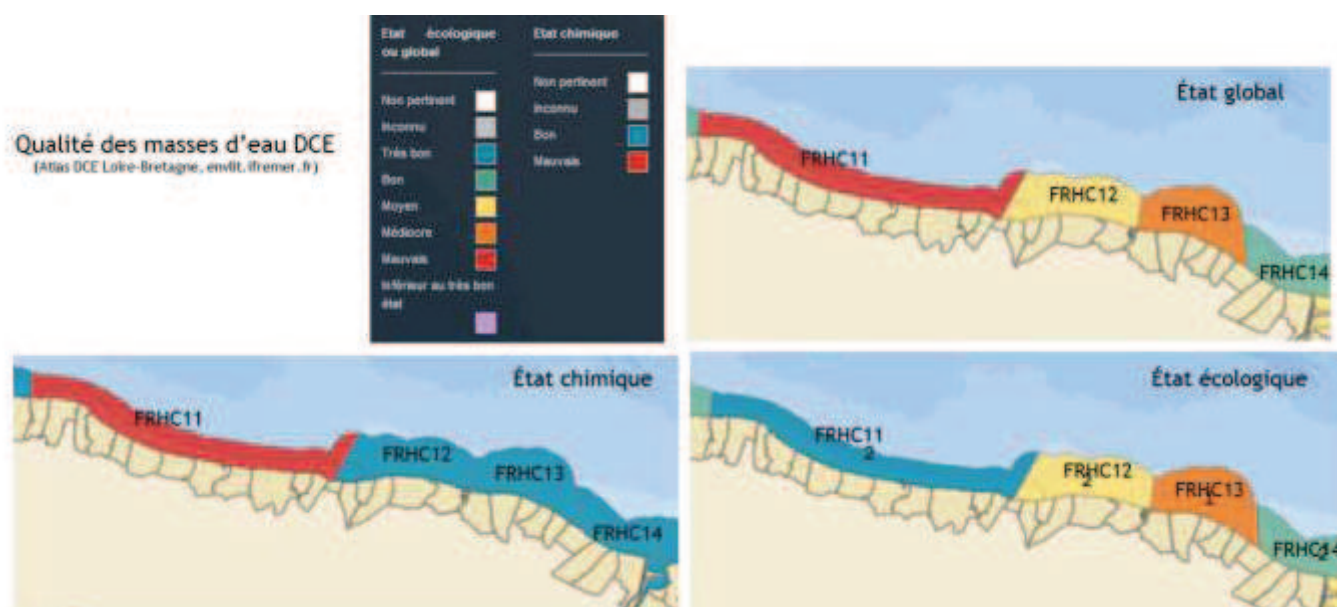 Qualité des masses d'eau DCE
(Atlas DCE Loire-Bretagne, envlit.ifremer.fr)
Etat écologique
ou global
Non pertinent
Inconnu
Très bon
Bon
Moyen
Médiocre
Mauvais
Inférieur au très bon
état
Etat chimique
Non pertinent
Inconnu
Bon
Mauvais
État global
FRHC11
FRHC12
FRHC13
FRHC14
État chimique
FRHC11
FRHC12
FRHC13
FRHC14
État écologique
FRHC11
2
FRHC12
2
FRHC13
1
FRHC14
2